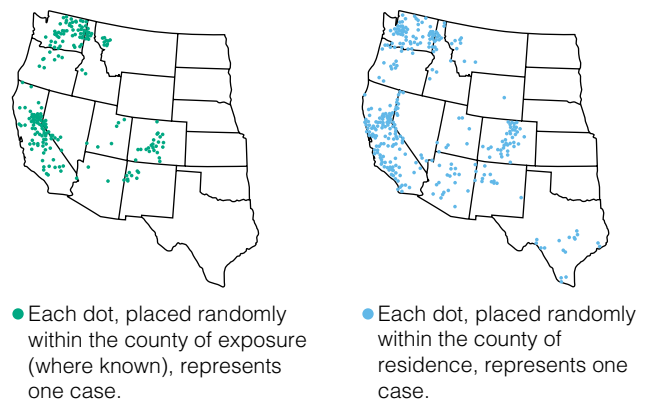 Each dot, placed randomly
within the county of exposure
(where known), represents
one case.
Each dot, placed randomly
within the county of
residence, represents one
case.